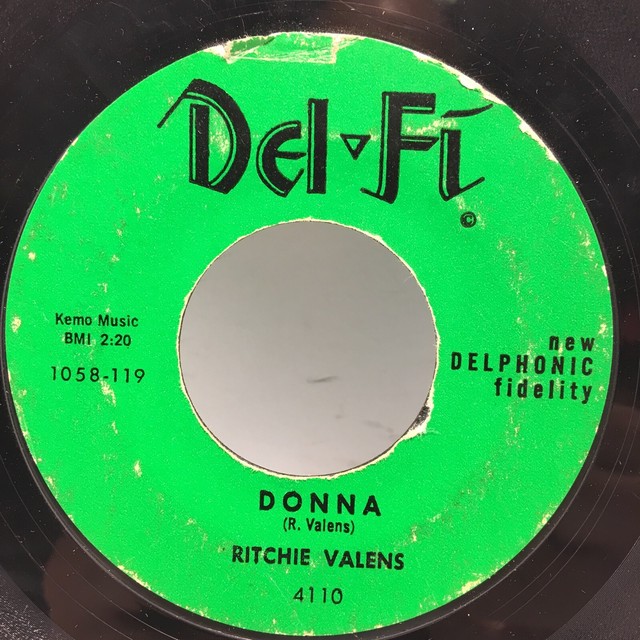 Del-Fi
©
Kemo Music
BMI 2:20
1058-119
new
DELPHONIC
fidelity
DONNA
(R. Valens)
RITCHIE VALENS
4110